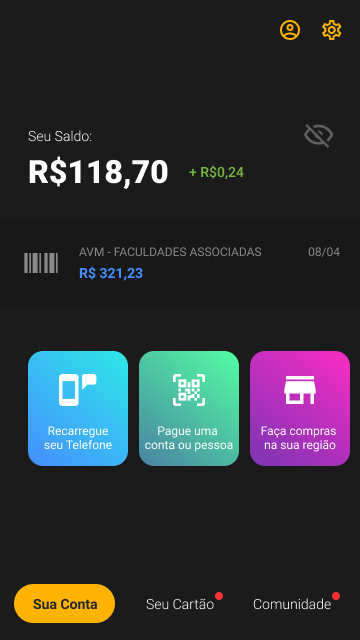 Seu Saldo:
R$118,70 + R$0,24
AVM - FACULDADES ASSOCIADAS 08/04
R$ 321,23
Recarregue
seu Telefone
Pague uma
conta ou pessoa
Faça compras
na sua região
Sua Conta Seu Cartão Comunidade